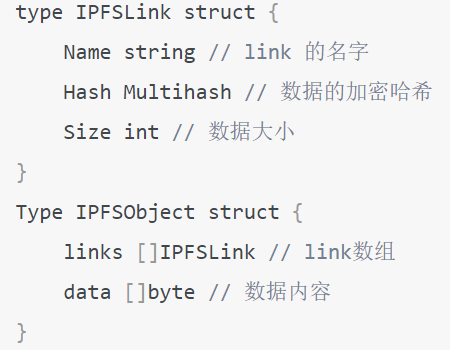 type IPFSLink struct {
Name string // link 的名字
Hash Multihash // 数据的加密哈希
Size int // 数据大小
}
Type IPFSObject struct {
links []IPFSLink // link数组
data []byte // 数据内容
}